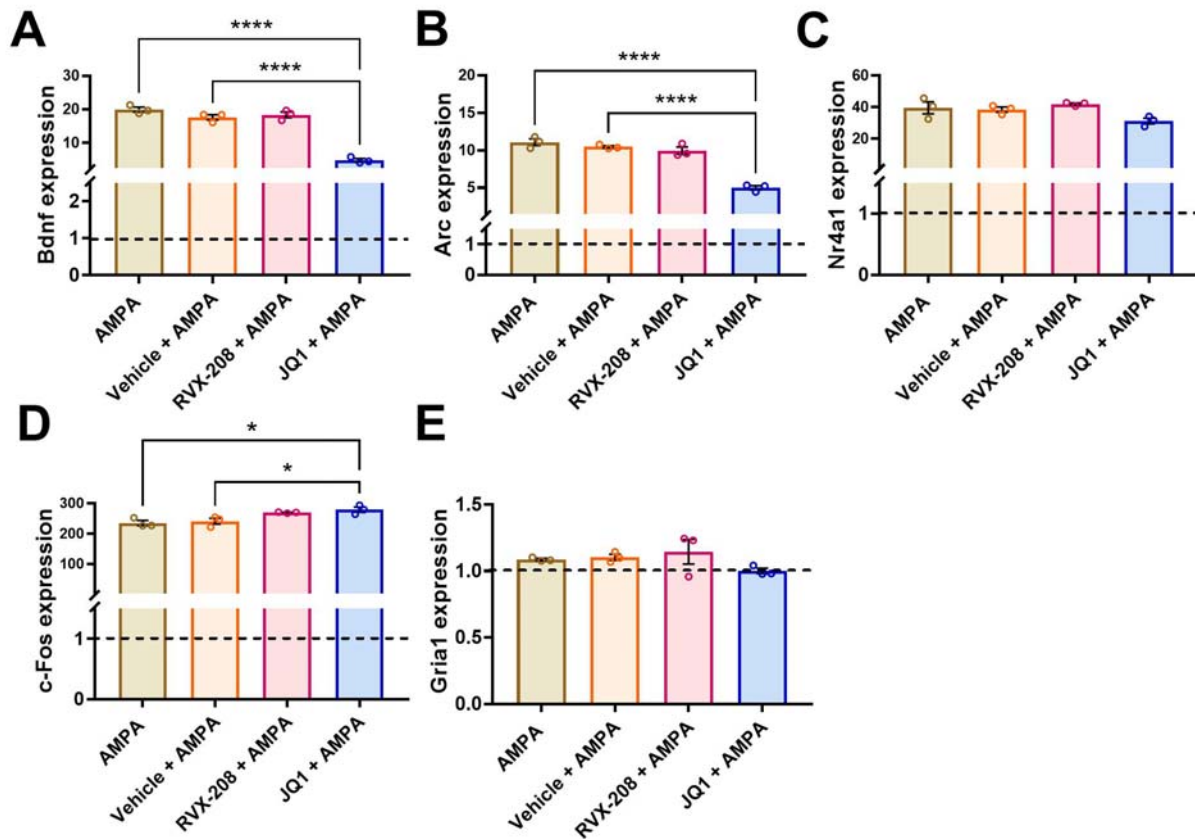 A
****
****
Bdnf expression
30
20
10
2
1
0
AMPA
Vehicle + AMPA
RVX-208 + AMPA
JQ1 + AMPA
B
****
****
Arc expression
15
10
5
1
0
AMPA
Vehicle + AMPA
RVX-208 + AMPA
JQ1 + AMPA
C
Nr4a1 expression
60
40
20
1
0
AMPA
Vehicle + AMPA
RVX-208 + AMPA
JQ1 + AMPA
D
*
*
c-Fos expression
300
200
100
1
0
AMPA
Vehicle + AMPA
RVX-208 + AMPA
JQ1 + AMPA
E
Gria1 expression
1.5
1.0
0.5
0.0
AMPA
Vehicle + AMPA
RVX-208 + AMPA
JQ1 + AMPA